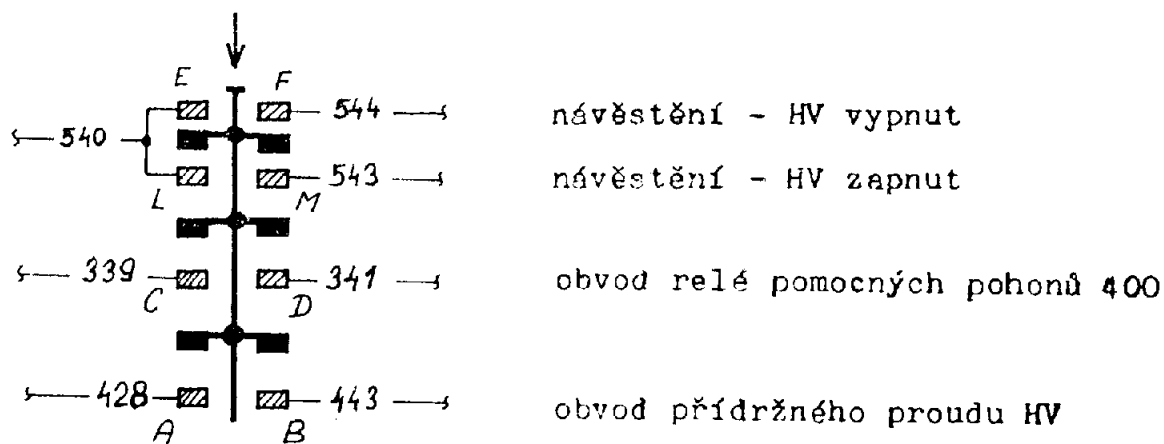 E F
540 544 návěstění - HV vypnut
543 návěstění - HV zapnut
L M
339 341 obvod relé pomocných pohonů 400
C D
428 443 obvod přídržného proudu HV
A B